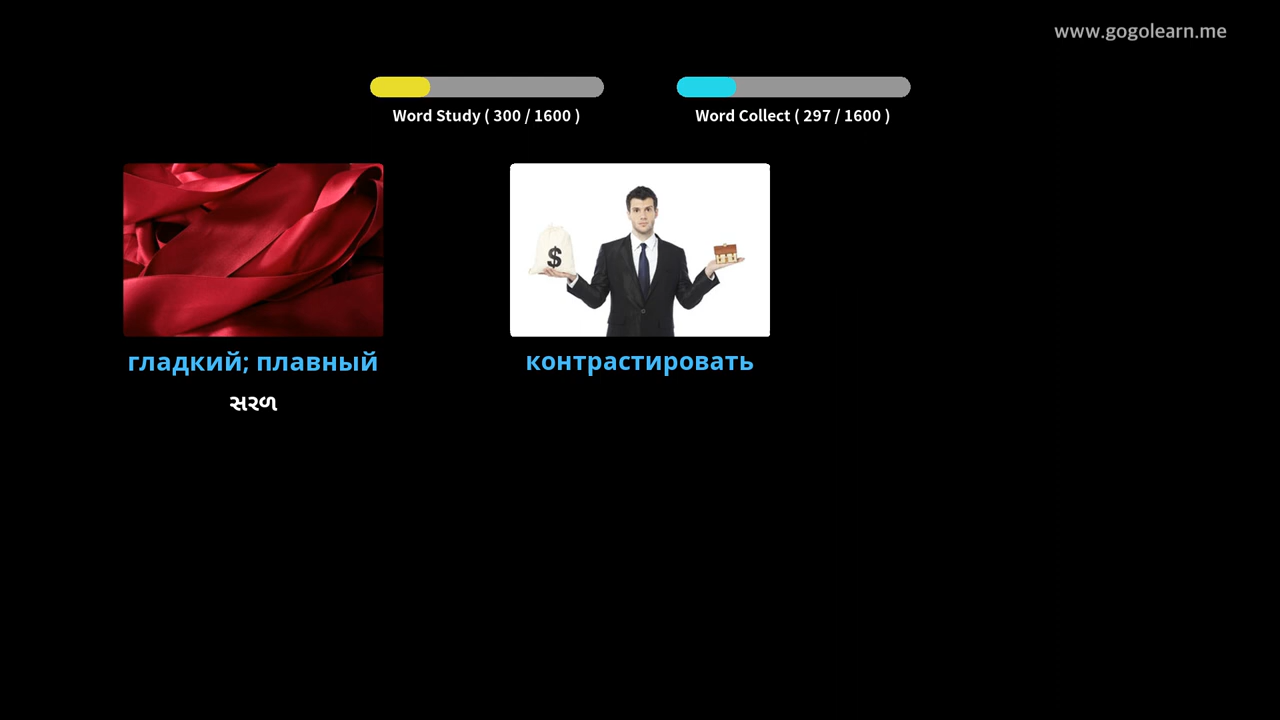 www.gogolearn.me
Word Study ( 300 / 1600 )
Word Collect ( 297 / 1600 )
$
гладкий; плавный
контрастировать
સરળ